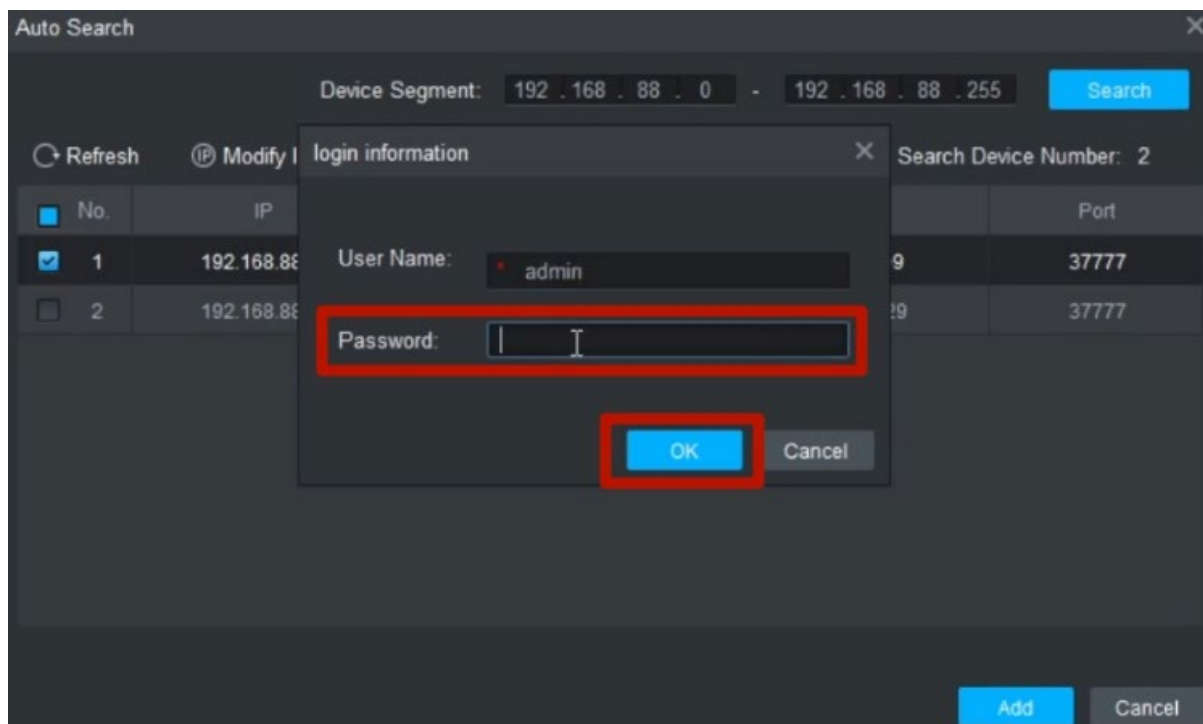 Auto Search
Device Segment: 192 . 168 . 88 . 0 - 192 . 168 . 88 . 255 Search
Refresh IP Modify login information Search Device Number: 2
No. IP Port
1 192.168.88 9 37777
User Name: * admin
2 192.168.88 29 37777
Password:
OK Cancel
Add Cancel